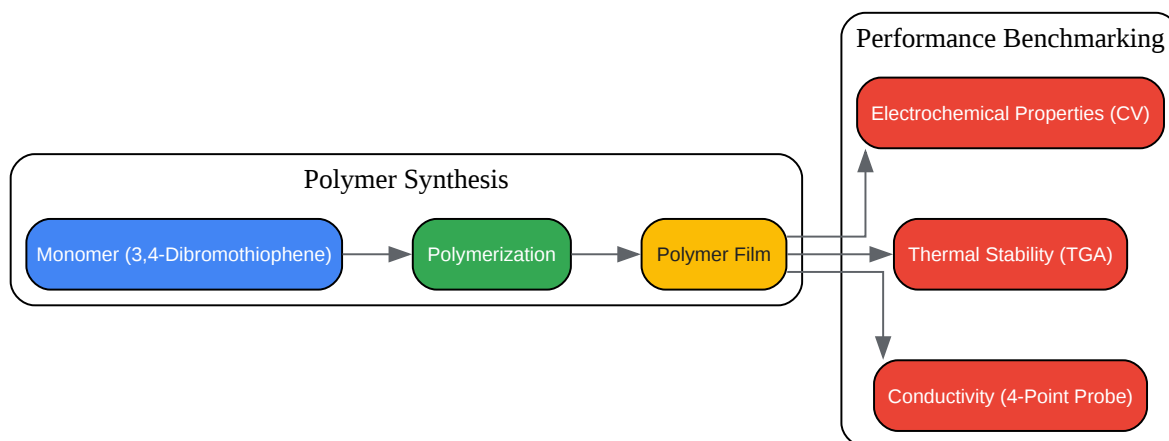 Performance Benchmarking
Electrochemical Properties (CV)
Polymer Synthesis
Monomer (3,4-Dibromothiophene)
Polymerization
Polymer Film
Thermal Stability (TGA)
Conductivity (4-Point Probe)